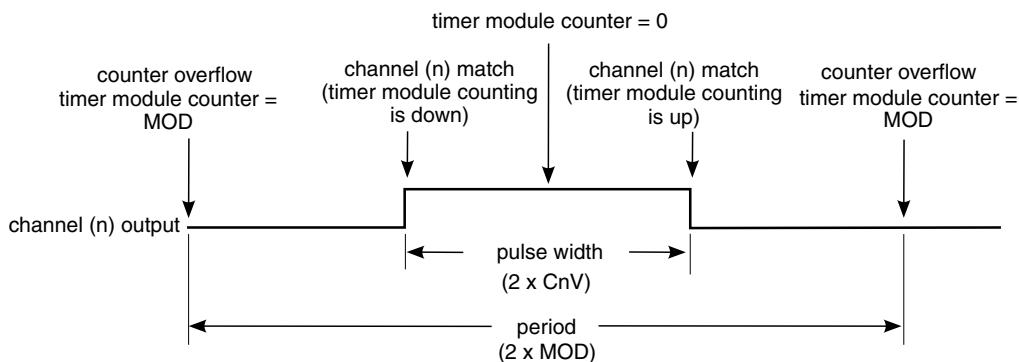 timer module counter = 0
counter overflow
timer module counter =
MOD
channel (n) match
(timer module counting
is down)
channel (n) match
(timer module counting
is up)
counter overflow
timer module counter =
MOD
channel (n) output
pulse width
(2 x CnV)
period
(2 x MOD)